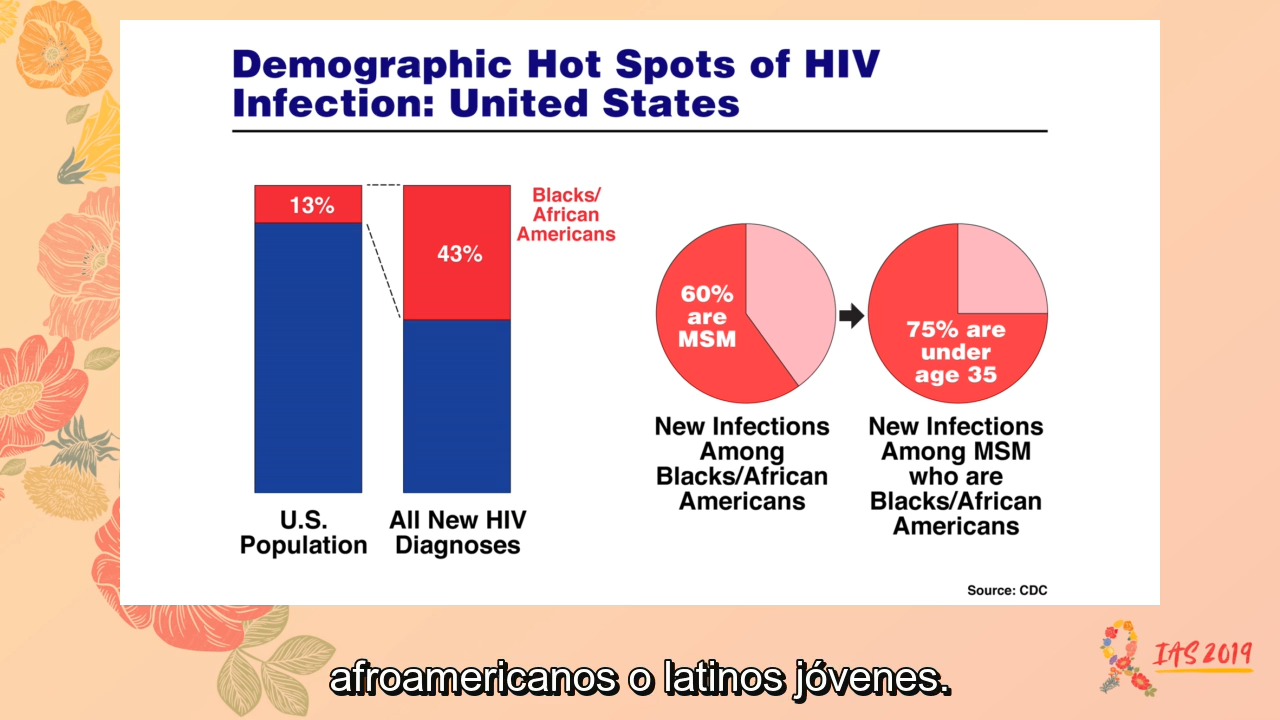 Demographic Hot Spots of HIV
Infection: United States
13%
43%
Blacks/
African
Americans
U.S.
Population
All New HIV
Diagnoses
60%
are
MSM
New Infections
Among
Blacks/African
Americans
75% are
under
age 35
New Infections
Among MSM
who are
Blacks/African
Americans
Source: CDC
IAS 2019
afroamericanos o latinos jóvenes.